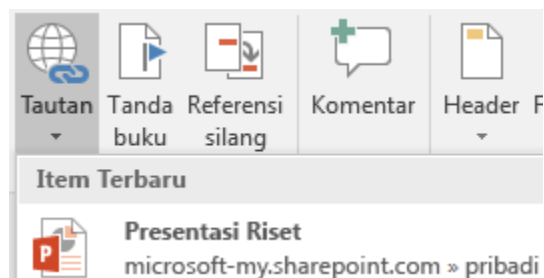 Tautan Tanda buku Referensi silang Komentar Header
Item Terbaru
Presentasi Riset
microsoft-my.sharepoint.com » pribadi